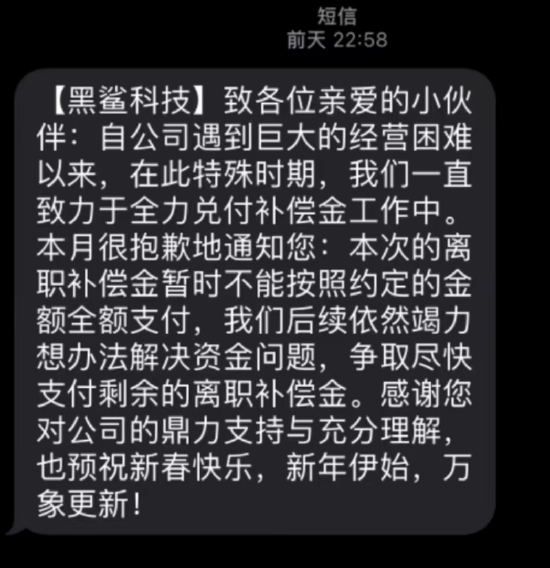 短信
前天 22:58
【黑鲨科技】致各位亲爱的小伙
伴：自公司遇到巨大的经营困难
以来，在此特殊时期，我们一直
致力于全力兑付补偿金工作中。
本月很抱歉地通知您：本次的离
职补偿金暂时不能按照约定的金
额全额支付，我们后续依然竭力
想办法解决资金问题，争取尽快
支付剩余的离职补偿金。感谢您
对公司的鼎力支持与充分理解，
也预祝新春快乐，新年伊始，万
象更新！